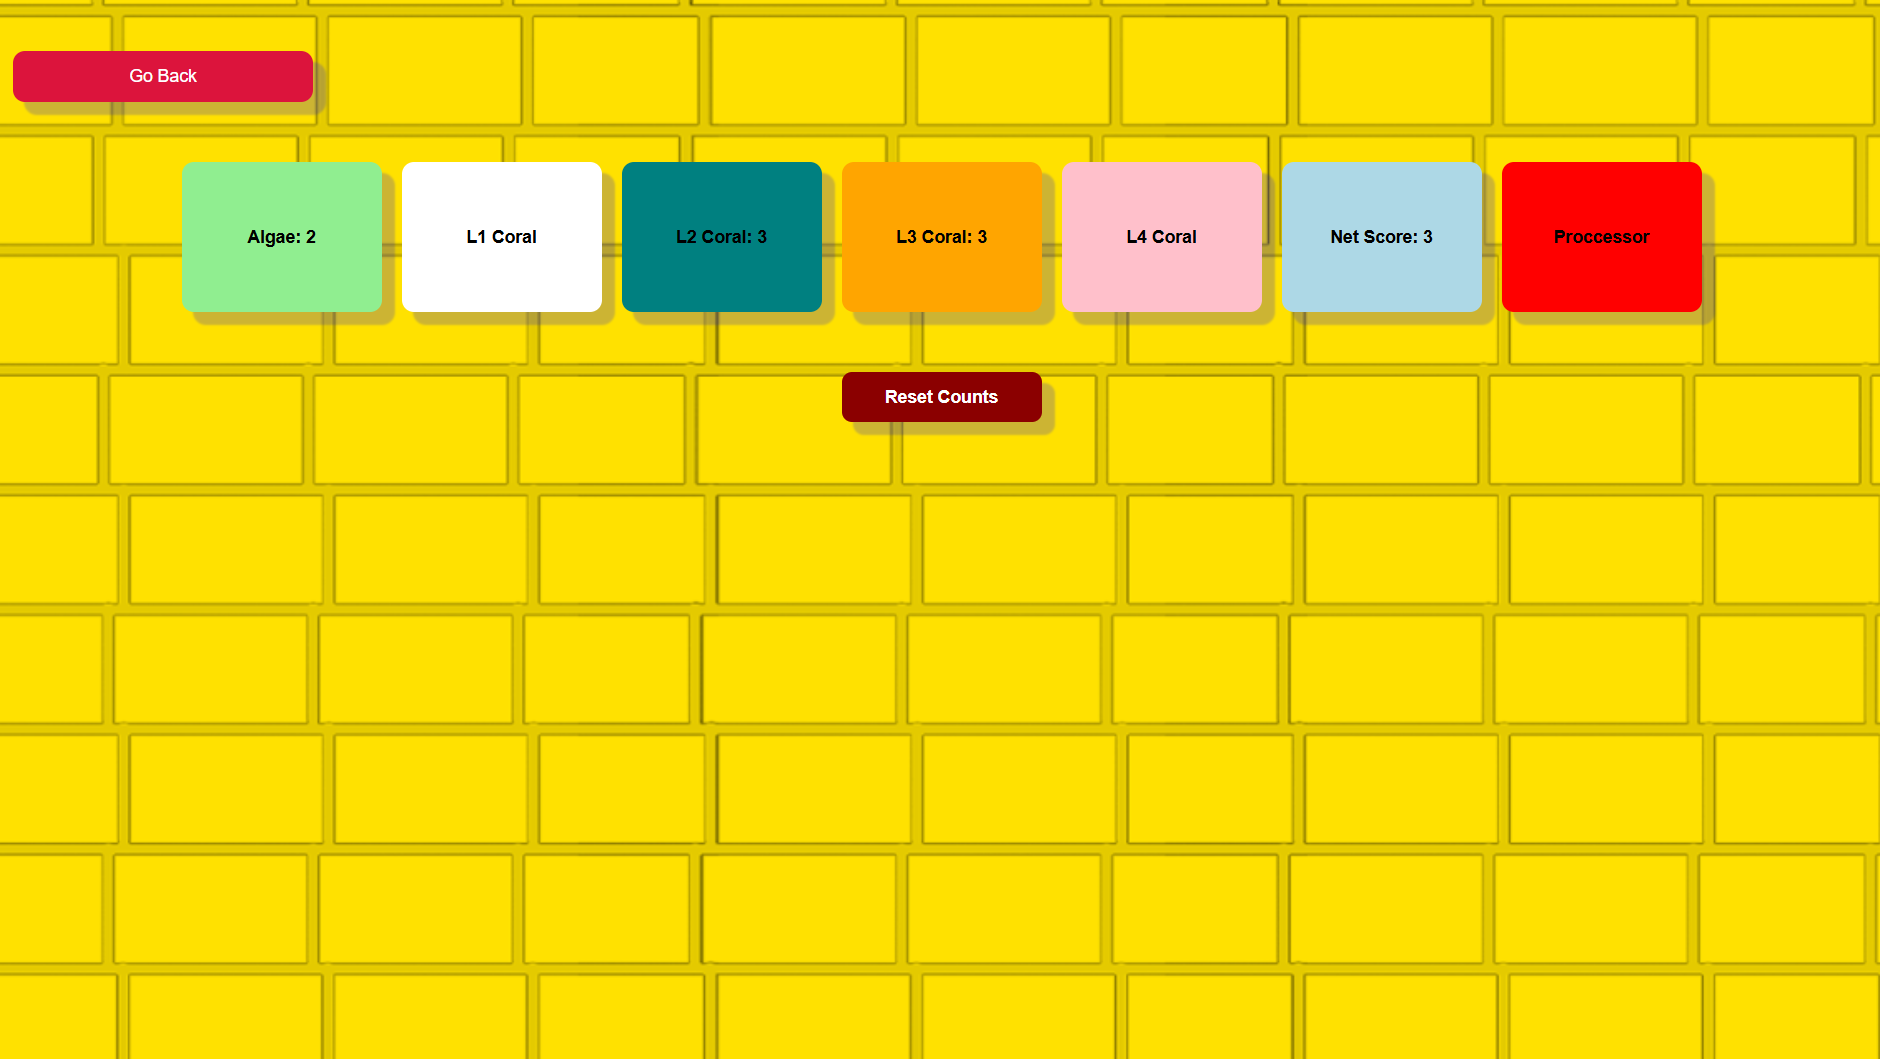 Go Back
Algae: 2
L1 Coral
L2 Coral: 3
L3 Coral: 3
L4 Coral
Net Score: 3
Proccessor
Reset Counts